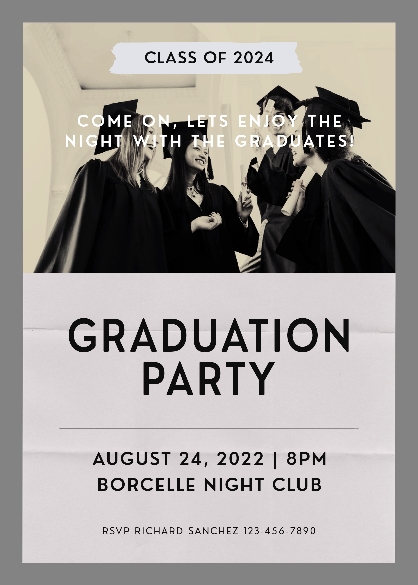 CLASS OF 2024
COME ON, LETS ENJOY THE
NIGHT WITH THE GRADUATES!
GRADUATION
PARTY
AUGUST 24, 2022 | 8PM
BORCELLE NIGHT CLUB
RSVP RICHARD SANCHEZ 123-456-7890